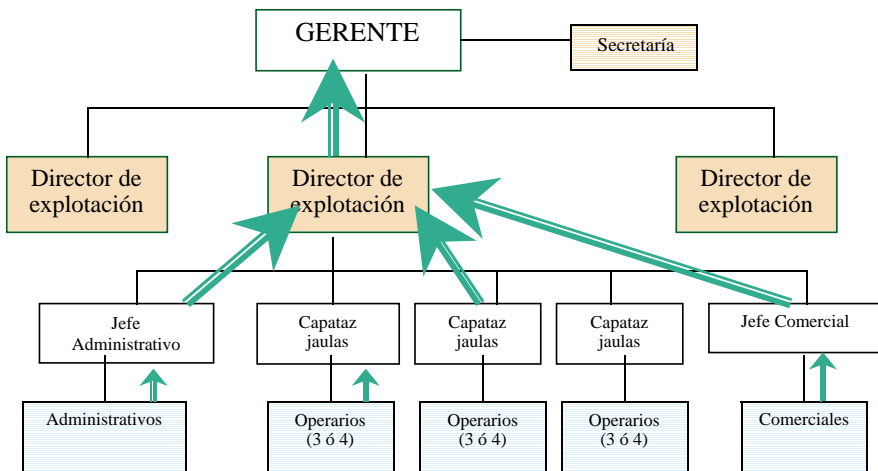 GERENTE
Secretaría
Director de
explotación
Director de
explotación
Director de
explotación
Jefe
Administrativo
Capataz
jaulas
Capataz
jaulas
Capataz
jaulas
Jefe Comercial
Administrativos
Operarios
(3 ó 4)
Operarios
(3 ó 4)
Operarios
(3 ó 4)
Comerciales